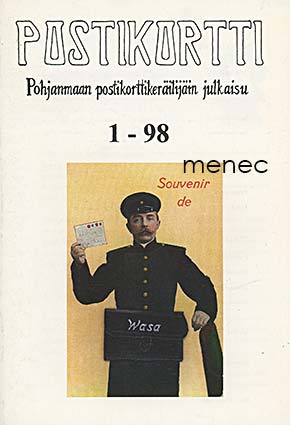 POSTIKORTTI
Pohjanmaan postikorttikeräilijäin julkaisu
1 - 98
menec
Souvenir
de
Wasa